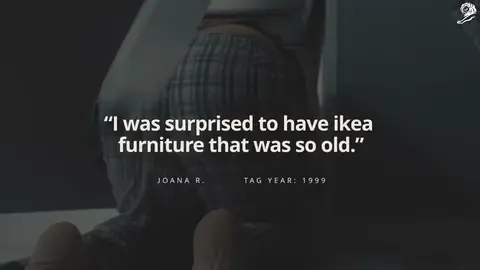 “I was surprised to have ikea
furniture that was so old.”
JOANA R. TAG YEAR: 1999